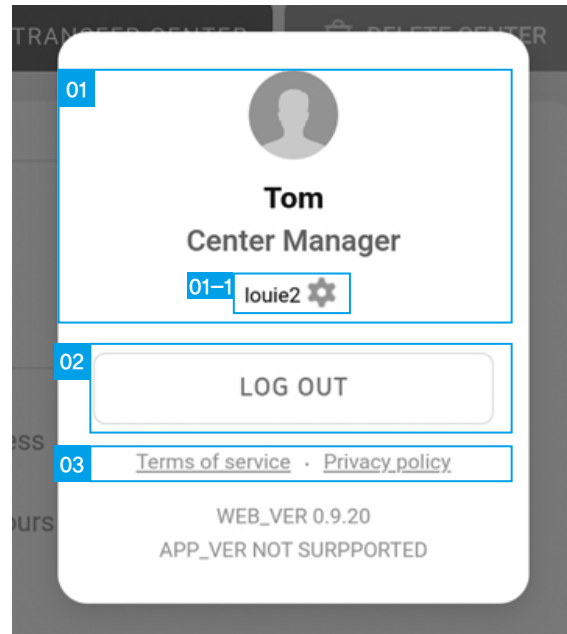 TRANSFER CENTER
DELETE CENTER
01
Tom
Center Manager
01–1
louie2
02
LOG OUT
ess
03
Terms of service · Privacy policy
ours
WEB_VER 0.9.20
APP_VER NOT SURPPORTED